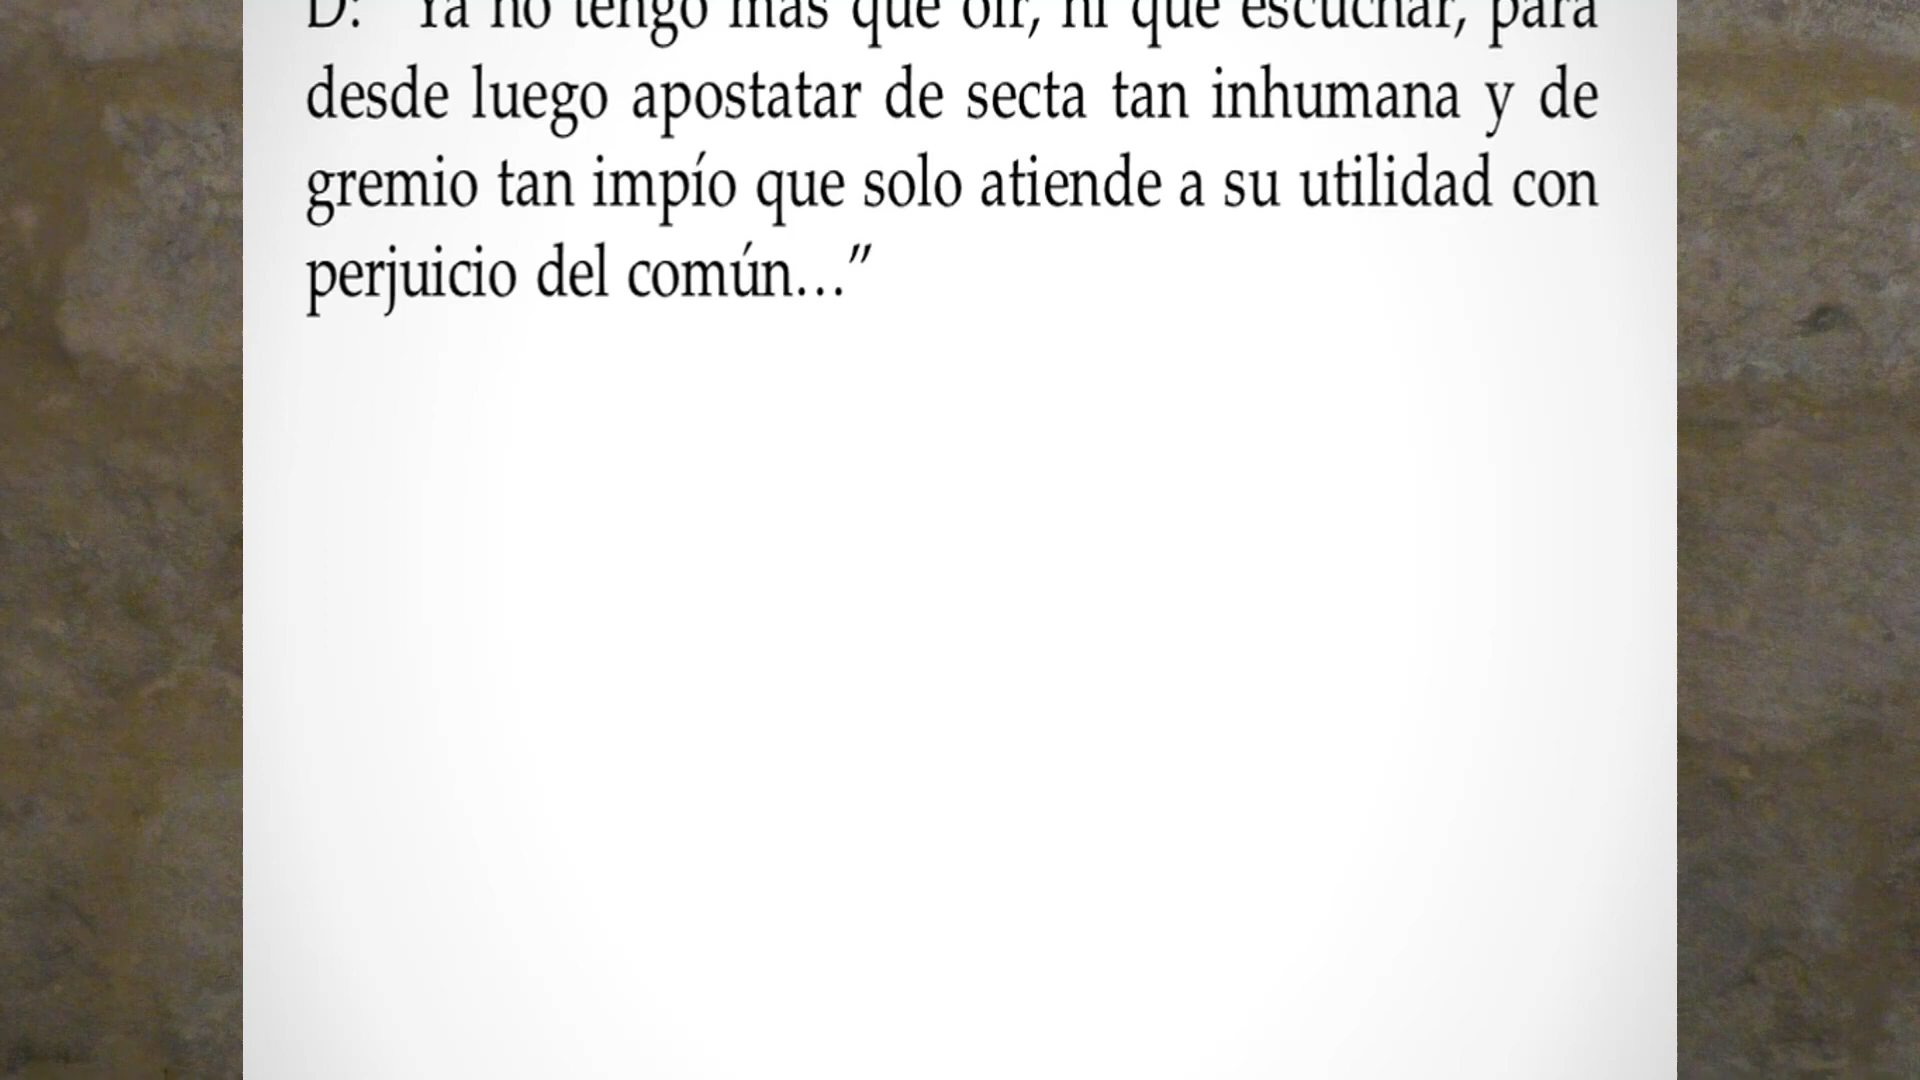 D: “Ya no tengo más que oír, ni que escuchar, para
desde luego apostatar de secta tan inhumana y de
gremio tan impío que solo atiende a su utilidad con
perjuicio del común…”